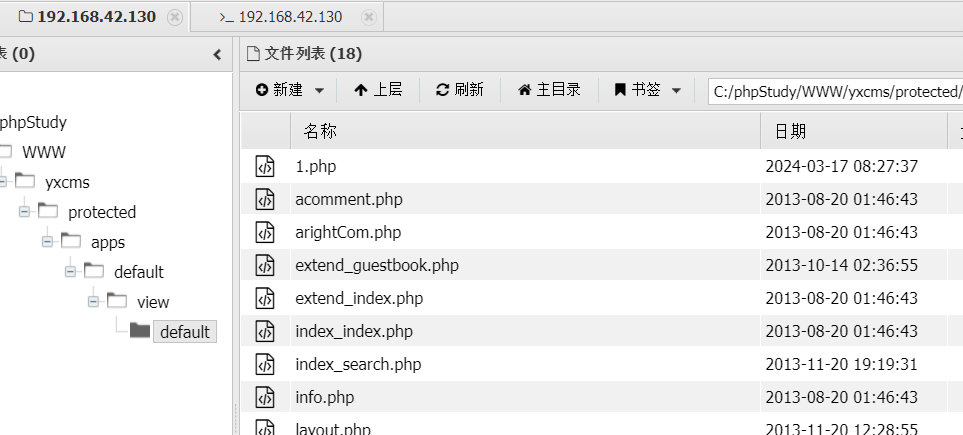 192.168.42.130
>_ 192.168.42.130
表 (0)
文件列表 (18)
新建
上层
刷新
主目录
书签
C:/phpStudy/WWW/yxcms/protected/
名称
日期
phpStudy
WWW
yxcms
protected
apps
default
view
default
1.php 2024-03-17 08:27:37
acomment.php 2013-08-20 01:46:43
arightCom.php 2013-08-20 01:46:43
extend_guestbook.php 2013-10-14 02:36:55
extend_index.php 2013-08-20 01:46:43
index_index.php 2013-08-20 01:46:43
index_search.php 2013-11-20 19:19:31
info.php 2013-08-20 01:46:43
layout.php 2013-11-20 12:28:55